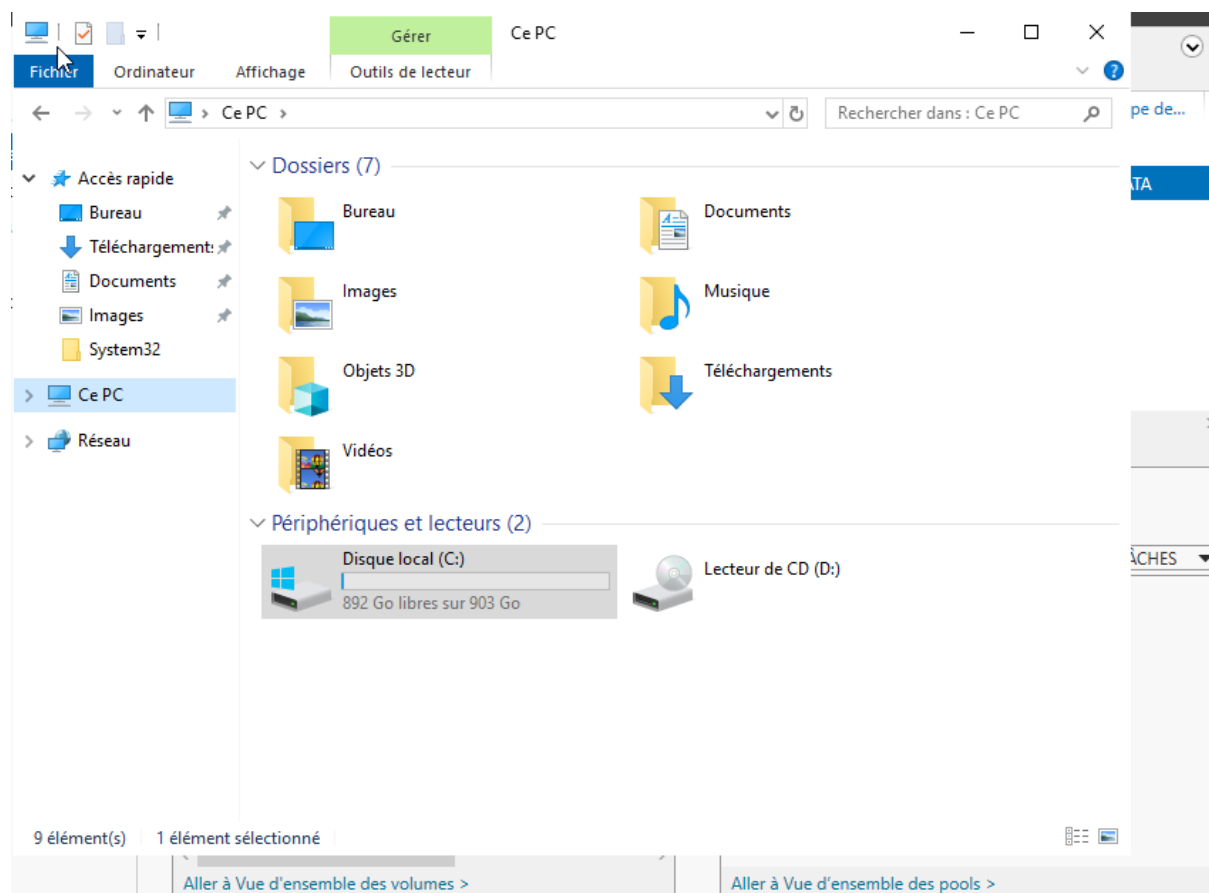 Gérer
Ce PC
Fichier
Ordinateur
Affichage
Outils de lecteur
Ce PC
Rechercher dans : Ce PC
pe de...
Accès rapide
Bureau
Téléchargement:
Documents
Images
System32
Ce PC
Réseau
Dossiers (7)
Bureau
Documents
Images
Musique
Objets 3D
Téléchargements
Vidéos
Périphériques et lecteurs (2)
Disque local (C:)
892 Go libres sur 903 Go
Lecteur de CD (D:)
TA
ÂCHES
9 élément(s)
1 élément sélectionné
Aller à Vue d'ensemble des volumes >
Aller à Vue d'ensemble des pools >